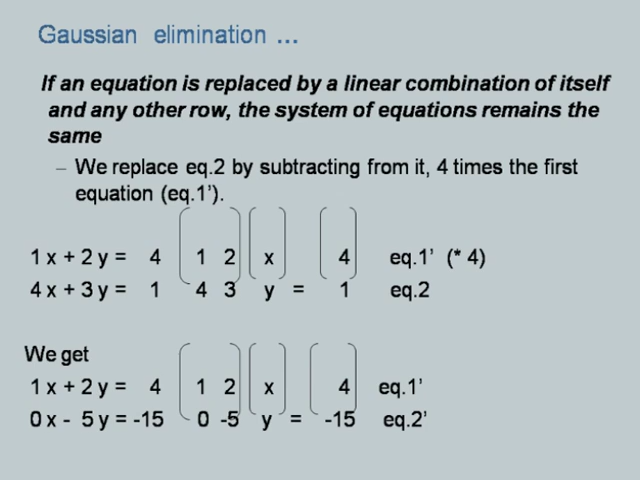 Gaussian elimination ...
If an equation is replaced by a linear combination of itself
and any other row, the system of equations remains the
same
– We replace eq.2 by subtracting from it, 4 times the first
equation (eq.1').
1 x + 2 y = 4 1 2 x 4 eq.1' (* 4)
4 x + 3 y = 1 4 3 y = 1 eq.2
We get
1 x + 2 y = 4 1 2 x 4 eq.1'
0 x - 5 y = -15 0 -5 y = -15 eq.2'